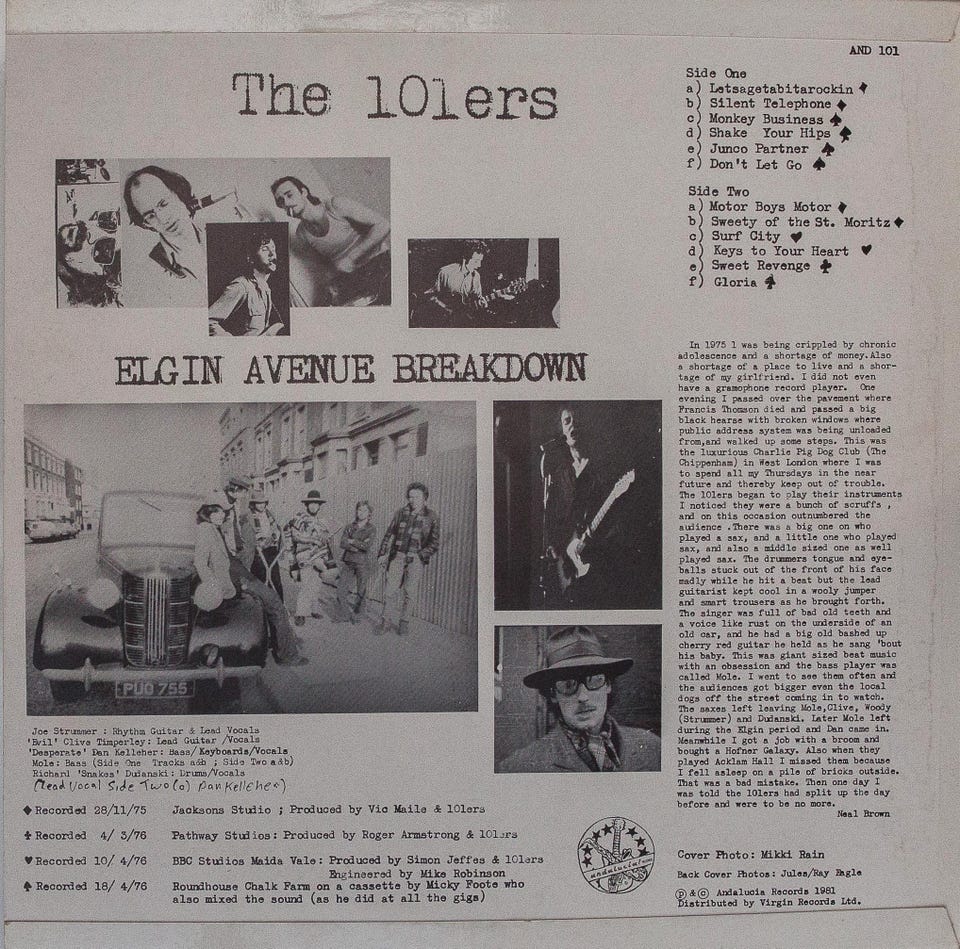 AND 101
The 101ers
Side One
a) Letsagetabitarockin ♦
b) Silent Telephone ♦
c) Monkey Business ♠
d) Shake Your Hips ♠
e) Junco Partner ♠
f) Don't Let Go ♠
Side Two
a) Motor Boys Motor ♦
b) Sweety of the St. Moritz ♦
c) Surf City ♥
d) Keys to Your Heart ♥
e) Sweet Revenge ♣
f) Gloria ♠
ELGIN AVENUE BREAKDOWN
In 1975 I was being crippled by chronic
adolescence and a shortage of money.Also
a shortage of a place to live and a shor-
tage of my girlfriend. I did not even
have a gramophone record player. One
evening I passed over the pavement where
Francis Thomson died and passed a big
black hearse with broken windows where
public address system was being unloaded
from,and walked up some steps. This was
the luxurious Charlie Pig Dog Club (The
Chippenham) in West London where I was
to spend all my Thursdays in the near
future and thereby keep out of trouble.
The 101ers began to play their instruments
I noticed they were a bunch of scruffs ,
and on this occasion outnumbered the
audience .There was a big one on who
played a sax, and a little one who played
sax, and also a middle sized one as well
played sax. The drummers tongue and eye-
balls stuck out of the front of his face
madly while he hit a beat but the lead
guitarist kept cool in a wooly jumper
and smart trousers as he brought forth.
The singer was full of bad old teeth and
a voice like rust on the underside of an
old car, and he had a big old bashed up
cherry red guitar he held as he sang 'bout
his baby. This was giant sized beat music
with an obsession and the bass player was
called Mole. I went to see them often and
the audiences got bigger even the local
dogs off the street coming in to watch.
The saxes left leaving Mole,Clive, Woody
(Strummer) and Dudanski. Later Mole left
during the Elgin period and Dan came in.
Meanwhile I got a job with a broom and
bought a Hofner Galaxy. Also when they
played Acklam Hall I missed them because
I fell asleep on a pile of bricks outside.
That was a bad mistake. Then one day I
was told the 101ers had split up the day
before and were to be no more.
Neal Brown
PUO 755
Joe Strummer : Rhythm Guitar & Lead Vocals
'Evil' Clive Timperley: Lead Guitar /Vocals
'Desperate' Dan Kelleher: Bass/Keyboards/Vocals
Mole: Bass (Side One Tracks a&b ; Side Two a&b)
Richard 'Snakes' Dudanski : Drums/Vocals
(Lead Vocal Side Two (c) Dan Kelleher)
♦ Recorded 28/11/75 Jacksons Studio ; Produced by Vic Maile & 101ers
♣ Recorded 4/ 3/76 Pathway Studios: Produced by Roger Armstrong & 101ers
♥ Recorded 10/ 4/76 BBC Studios Maida Vale: Produced by Simon Jeffes & 101ers
Engineered by Mike Robinson
♠ Recorded 18/ 4/76 Roundhouse Chalk Farm on a cassette by Micky Foote who
also mixed the sound (as he did at all the gigs)
andalucia!
Cover Photo: Mikki Rain
Back Cover Photos: Jules/Ray Eagle
℗ & © Andalucia Records 1981
Distributed by Virgin Records Ltd.